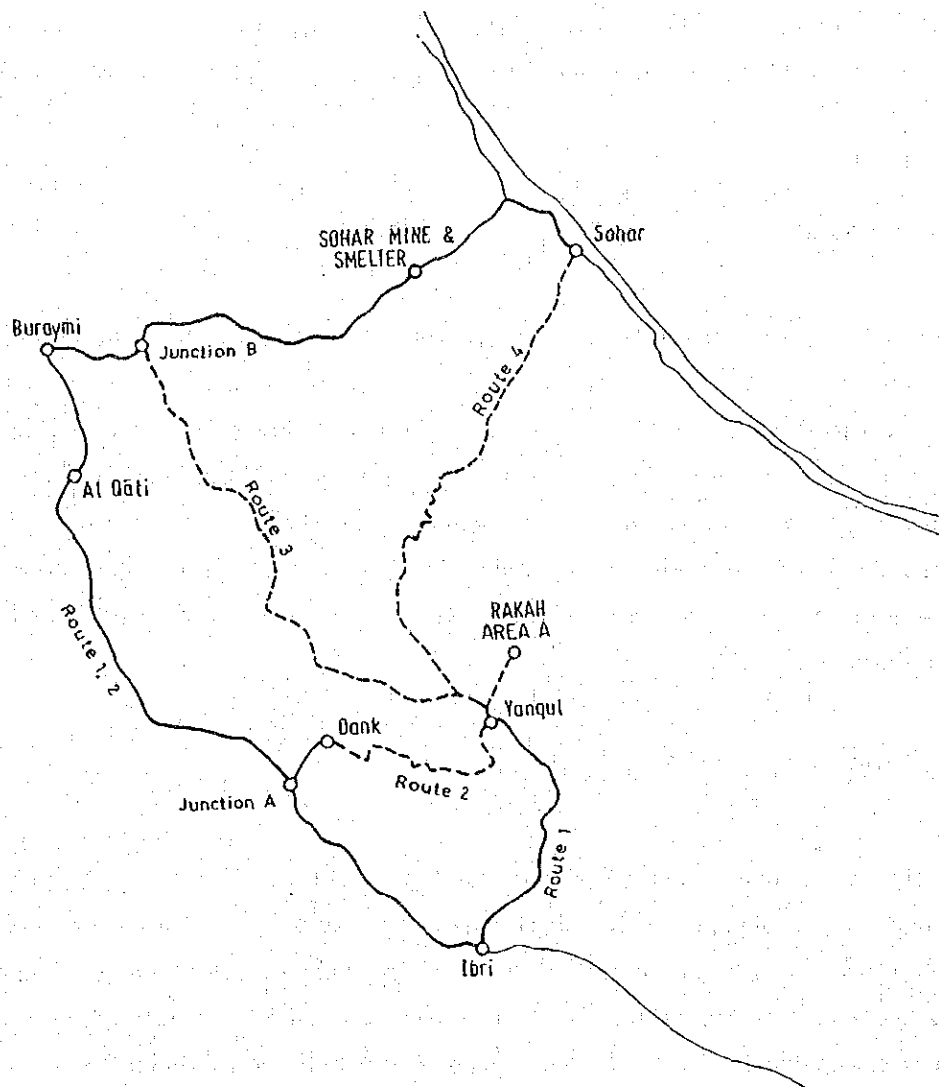 Sohar
SOHAR MINE &
SMELTER
Buraymi
Junction B
Route 4
Al Qāti
Route 3
RAKAH
AREA A
Route 1, 2
Yanqul
Dank
Route 2
Junction A
Route 1
Ibri